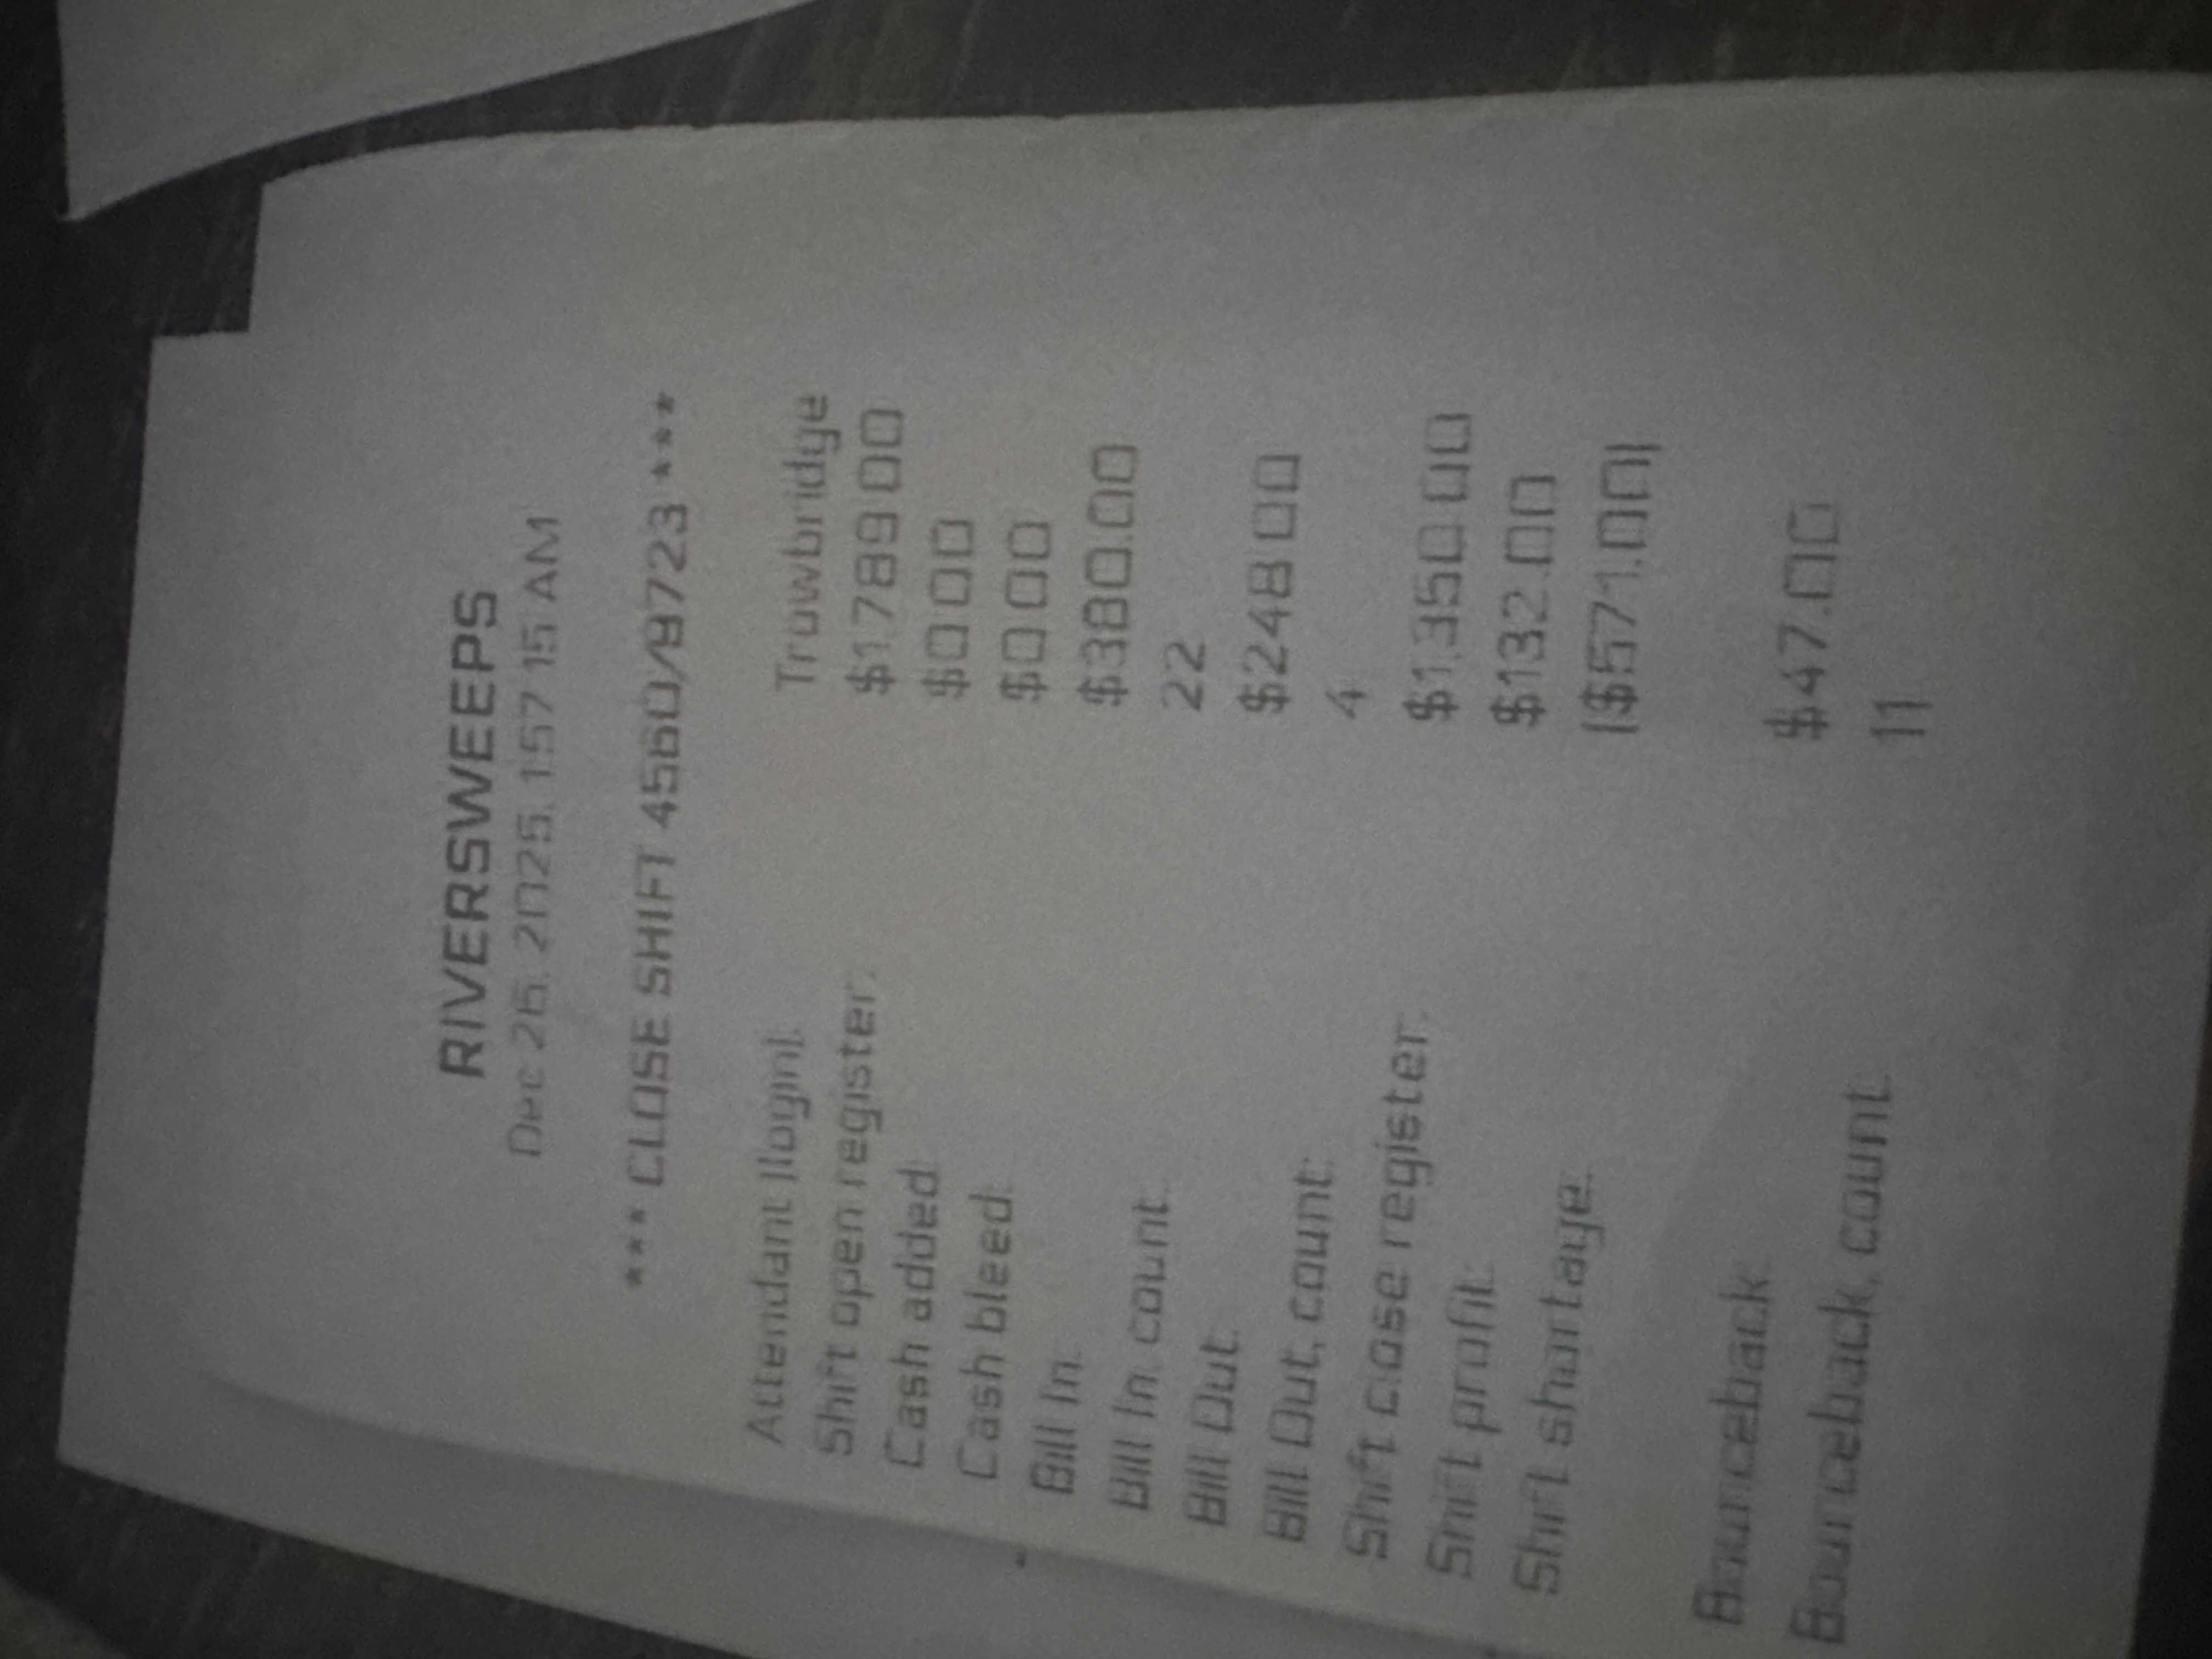 RIVERSWEEPS
Dec 26, 2025, 1:57:15 AM
*** CLOSE SHIFT 4560/9723 ***
Attendant (login): Truwbridge
Shift open register: $1,789.00
Cash added: $0.00
Cash bleed: $0.00
Bill In: $380.00
Bill In, count: 22
Bill Out: $248.00
Bill Out, count: 4
Shift close register: $1,350.00
Shift profit: $132.00
Shift shortage: ($571.00)
Bounceback: $47.00
Bounceback, count: 11